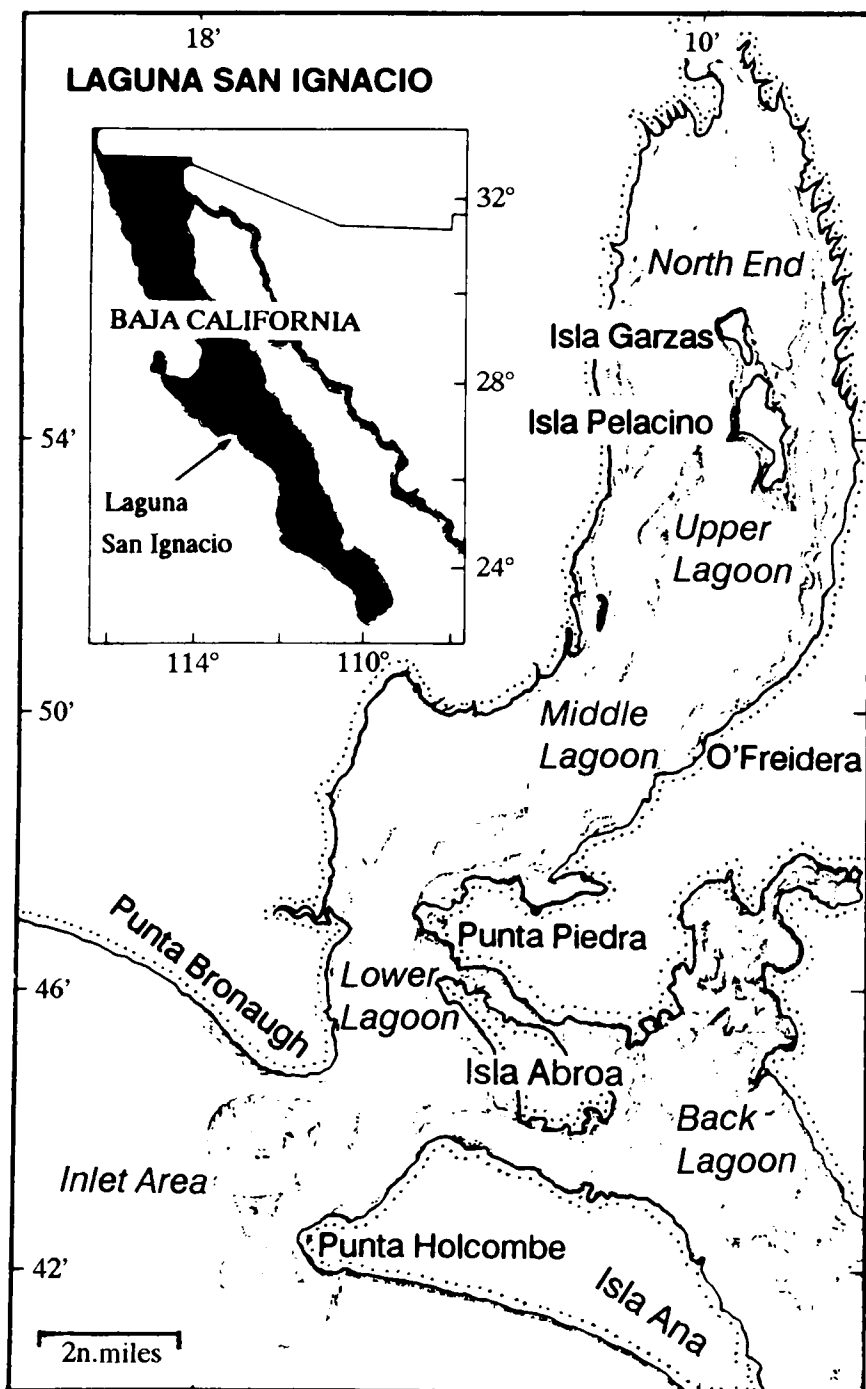 18'
10'
LAGUNA SAN IGNACIO
32°
North End
BAJA CALIFORNIA
Isla Garzas
28°
Isla Pelacino
54'
Laguna
San Ignacio
Upper
Lagoon
24°
114°
110°
50'
Middle
Lagoon
O'Freidera
Punta Bronaugh
Punta Piedra
46'
Lower
Lagoon
Isla Abroa
Back
Lagoon
Inlet Area
Punta Holcombe
42'
Isla Ana
2n.miles